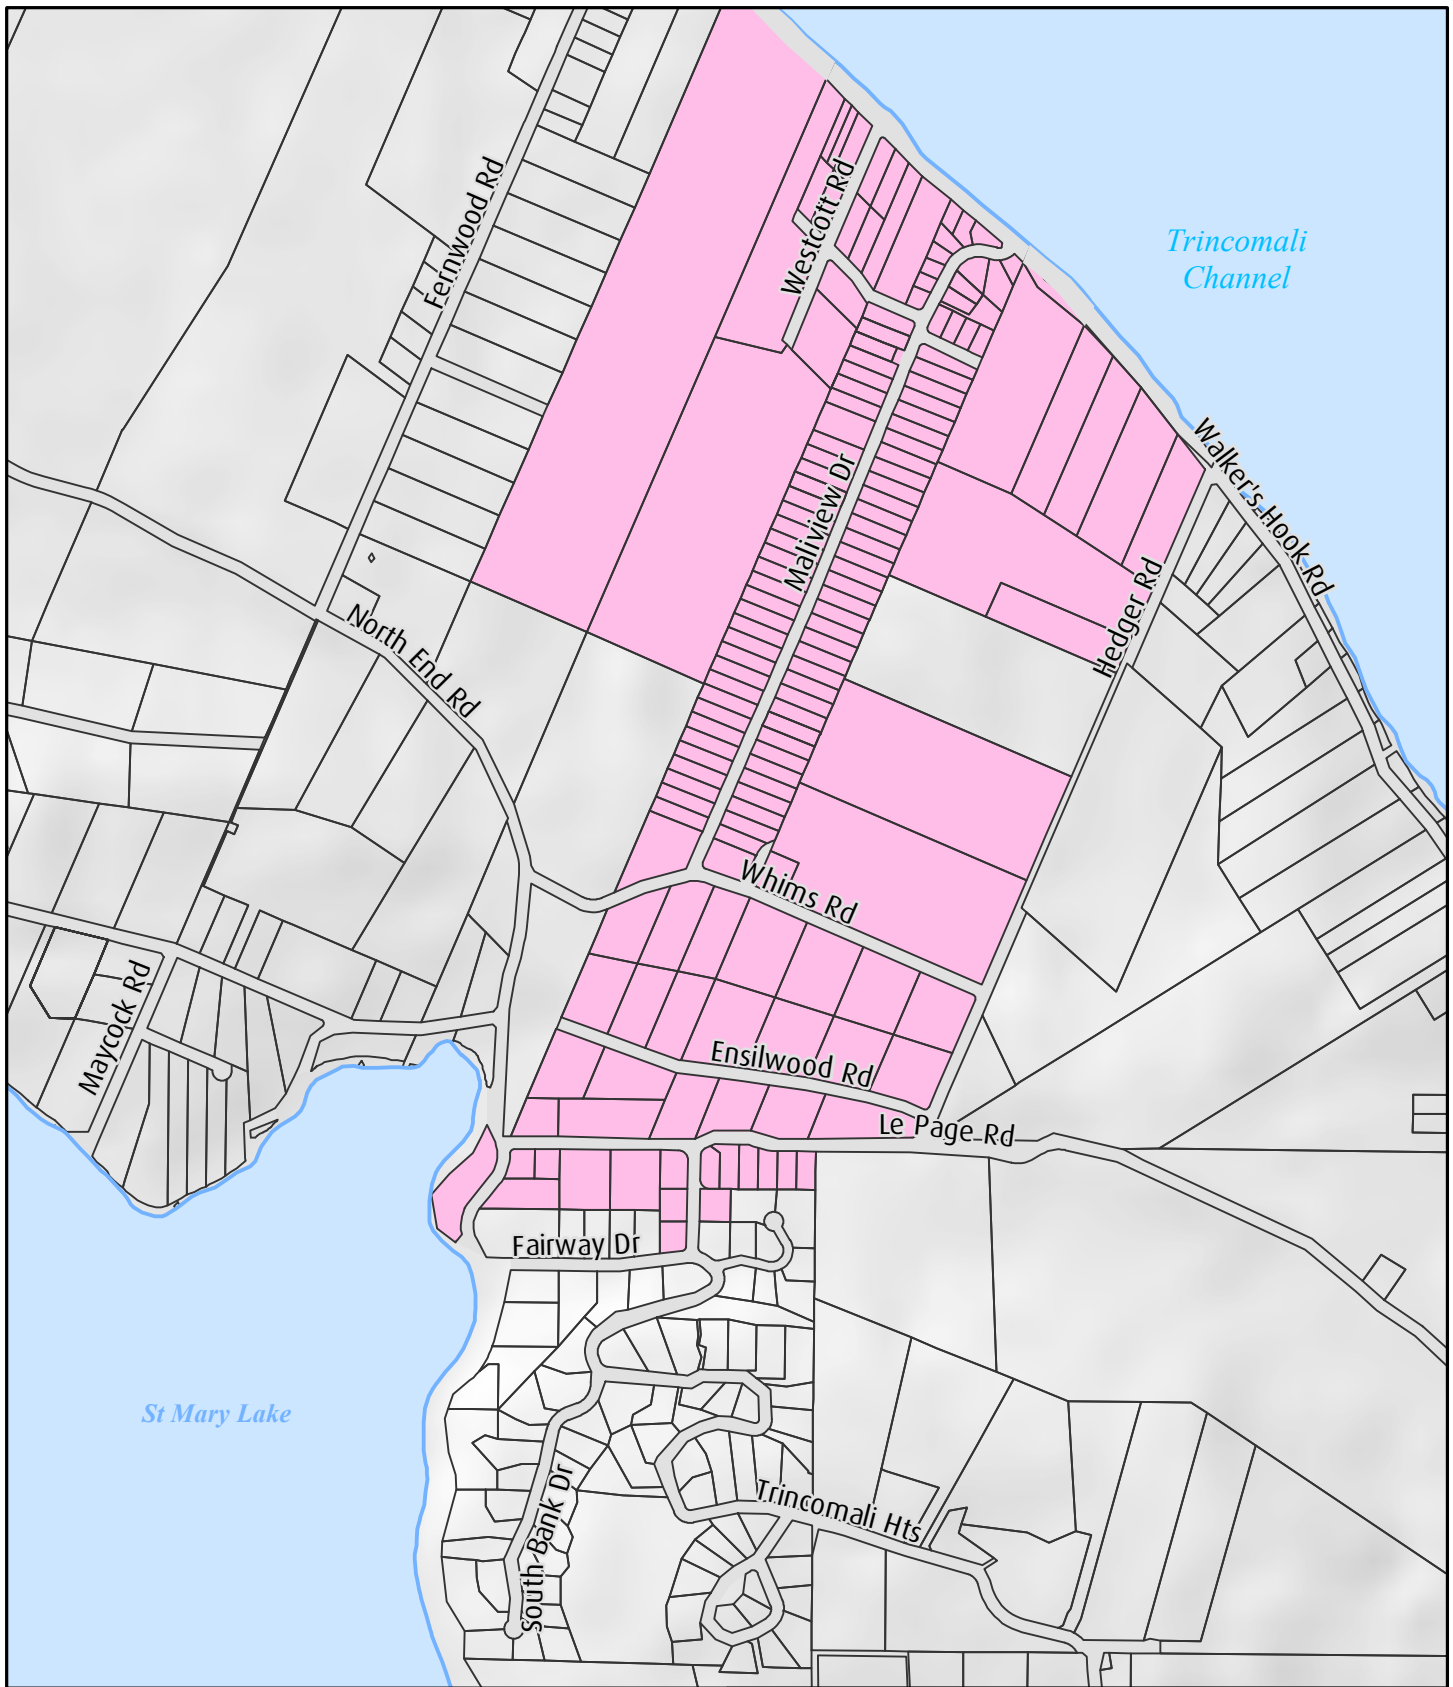 Fernwood Rd
Westcott Rd
Trincomali
Channel
Maliview Dr
Walker's Hook Rd
Hedger Rd
North End Rd
Whims Rd
Maycock Rd
Ensilwood Rd
Le Page Rd
Fairway Dr
St Mary Lake
South Bank Dr
Trincomali Hts